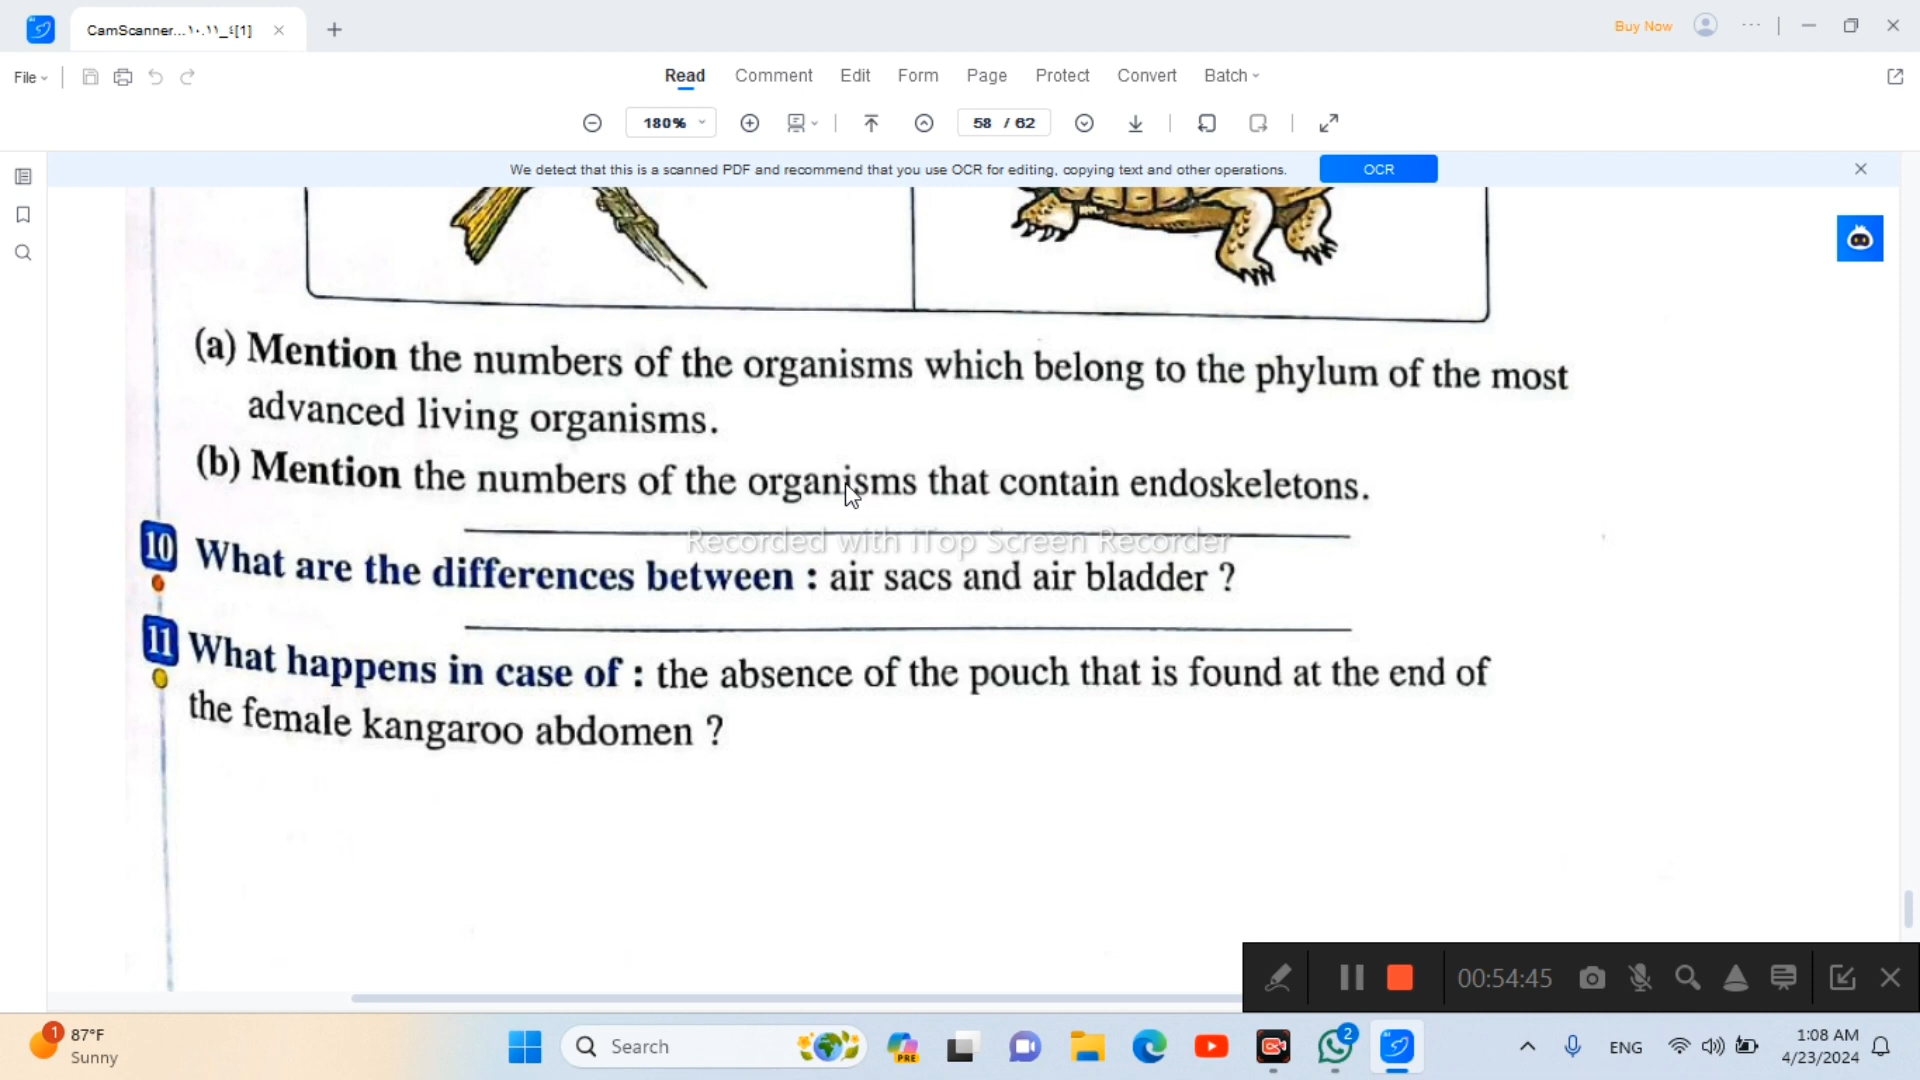 CamScanner...١٠.١١_٤[1]
Buy Now
File
Read Comment Edit Form Page Protect Convert Batch
180%
58 / 62
We detect that this is a scanned PDF and recommend that you use OCR for editing, copying text and other operations.
OCR
(a) Mention the numbers of the organisms which belong to the phylum of the most
advanced living organisms.
(b) Mention the numbers of the organisms that contain endoskeletons.
Recorded with iTop Screen Recorder
10 What are the differences between : air sacs and air bladder ?
11 What happens in case of : the absence of the pouch that is found at the end of
the female kangaroo abdomen ?
00:54:45
1
87°F
Sunny
Search
PRE
2
ENG
1:08 AM
4/23/2024